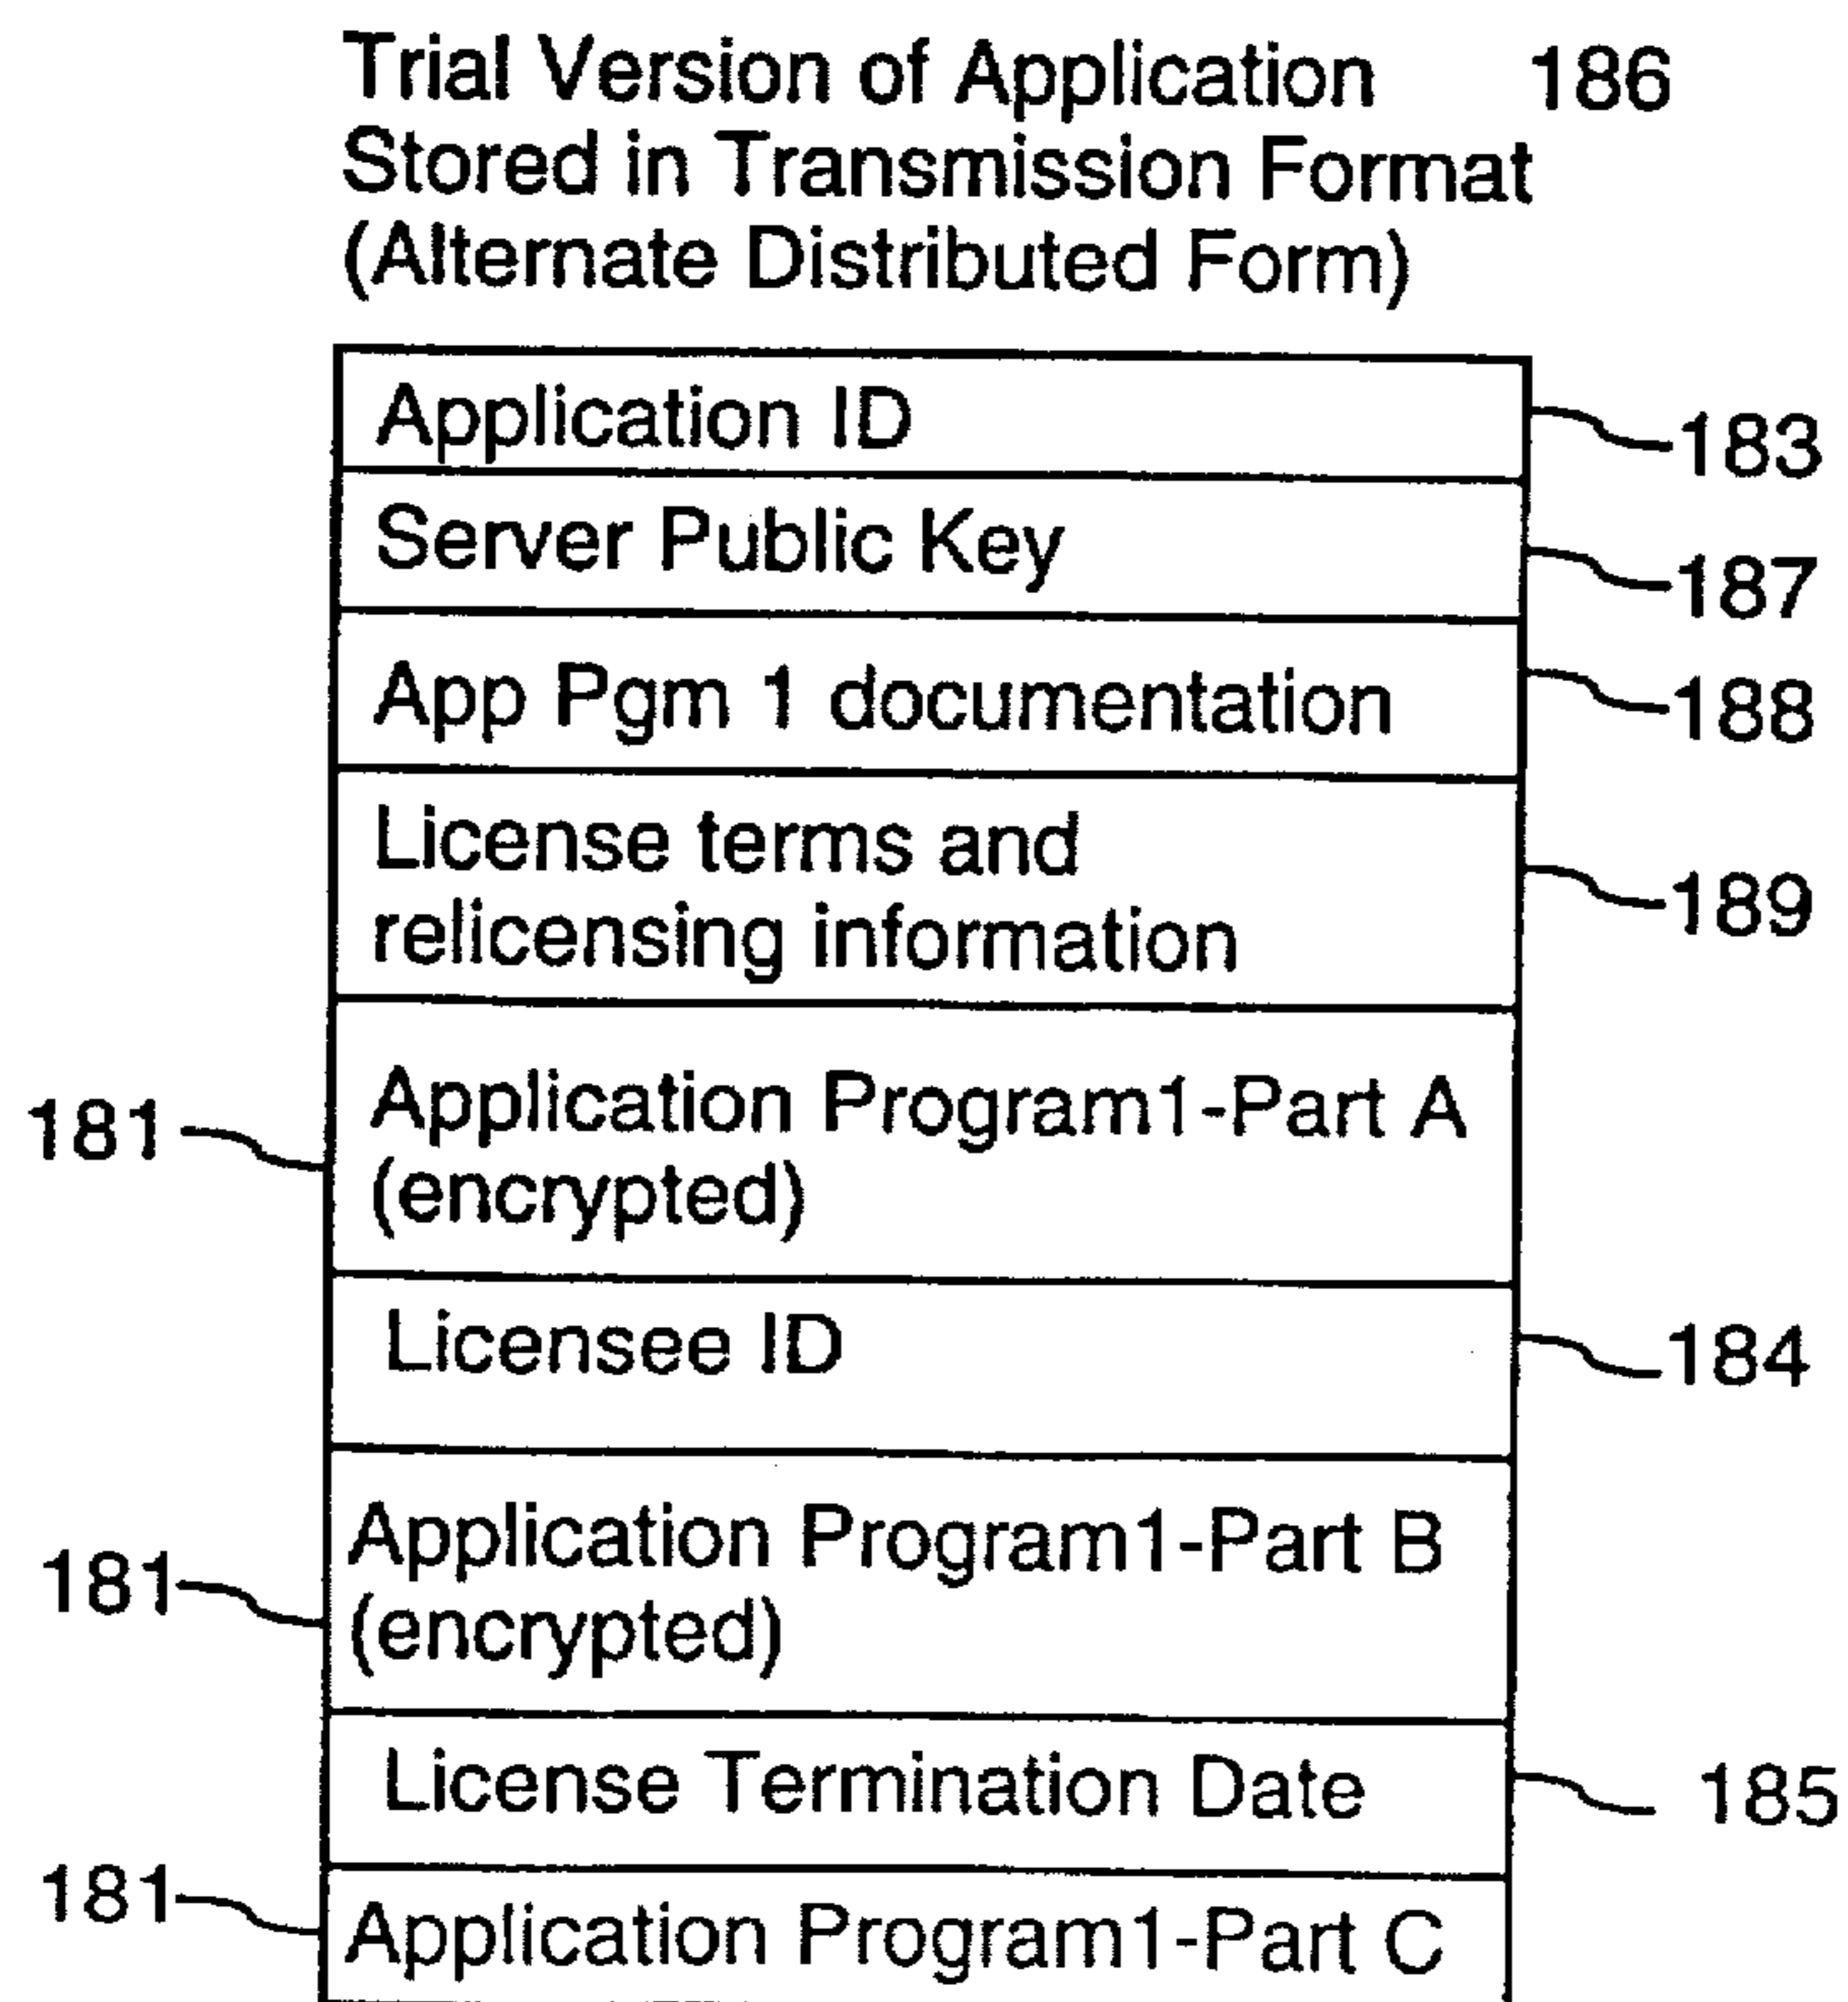 Trial Version of Application 186
Stored in Transmission Format
(Alternate Distributed Form)
Application ID
183
Server Public Key
187
App Pgm 1 documentation
188
License terms and
relicensing information
189
181
Application Program1-Part A
(encrypted)
Licensee ID
184
181
Application Program1-Part B
(encrypted)
License Termination Date
185
181
Application Program1-Part C